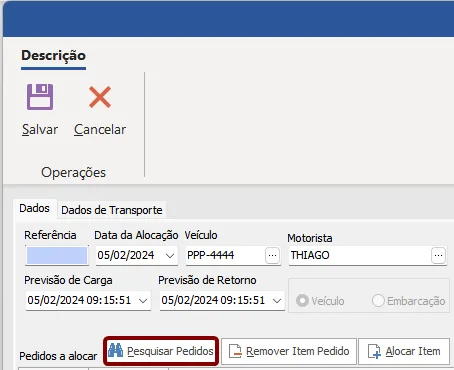 Descrição
Salvar Cancelar
Operações
Dados Dados de Transporte
Referência Data da Alocação Veículo Motorista
05/02/2024 PPP-4444 ... THIAGO ...
Previsão de Carga Previsão de Retorno
05/02/2024 09:15:51 05/02/2024 09:15:51 Veículo Embarcação
Pedidos a alocar Pesquisar Pedidos Remover Item Pedido Alocar Item